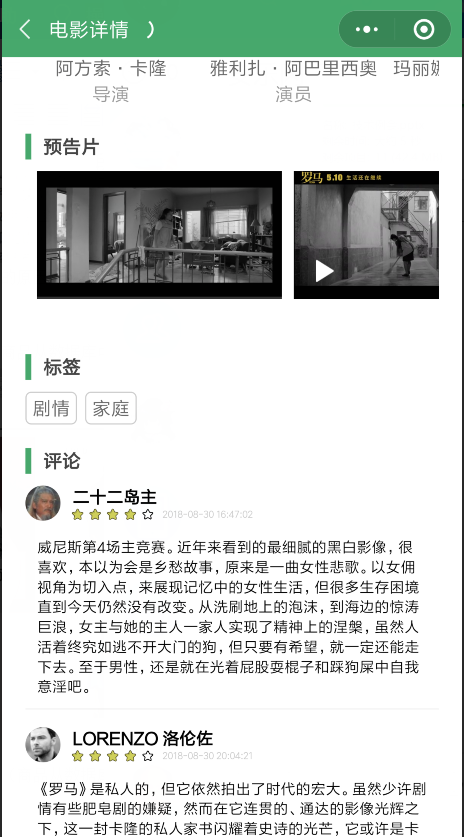 电影详情
阿方索·卡隆 雅利扎·阿巴里西奥 玛丽
导演 演员
预告片
罗马 5.10 生活还在继续
标签
剧情 家庭
评论
二十二岛主
2018-08-30 16:47:02
威尼斯第4场主竞赛。近年来看到的最细腻的黑白影像，很
喜欢，本以为会是乡愁故事，原来是一曲女性悲歌。以女佣
视角为切入点，来展现记忆中的女性生活，但很多生存困境
直到今天仍然没有改变。从洗刷地上的泡沫，到海边的惊涛
巨浪，女主与她的主人一家人实现了精神上的涅槃，虽然人
活着终究如逃不开大门的狗，但只要有希望，就一定还能走
下去。至于男性，还是就在光着屁股耍棍子和踩狗屎中自我
意淫吧。
LORENZO 洛伦佐
2018-08-30 20:04:21
《罗马》是私人的，但它依然拍出了时代的宏大。虽然少许剧
情有些肥皂剧的嫌疑，然而在它连贯的、通达的影像光辉之
下，这一封卡隆的私人家书闪耀着史诗的光芒，它或许是卡